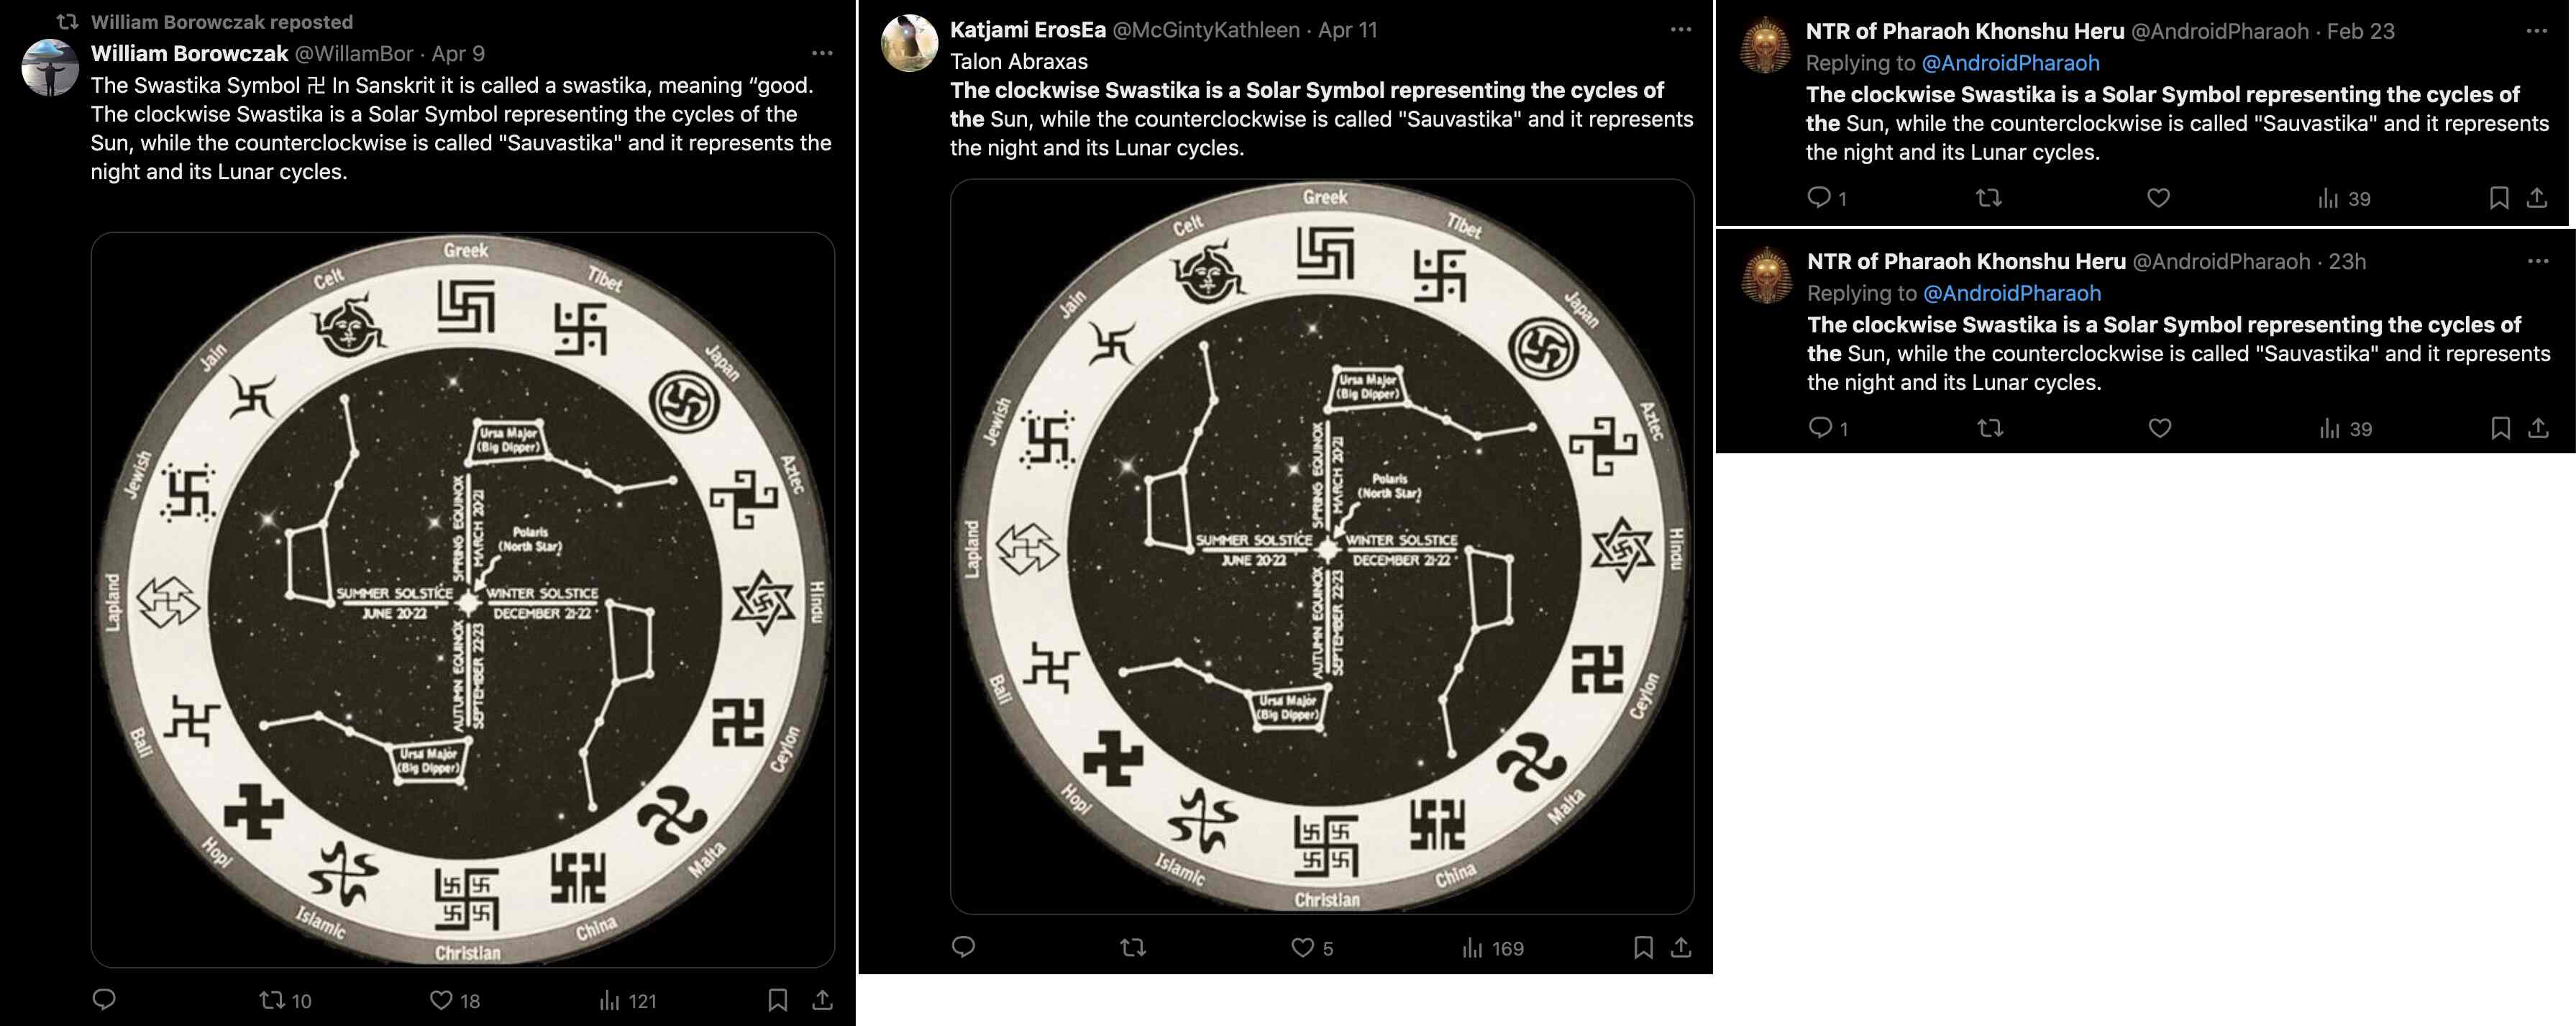 William Borowczak reposted
William Borowczak @WillamBor · Apr 9
The Swastika Symbol 卍 In Sanskrit it is called a swastika, meaning “good.
The clockwise Swastika is a Solar Symbol representing the cycles of the
Sun, while the counterclockwise is called "Sauvastika" and it represents the
night and its Lunar cycles.
Greek
Celt
Tibet
Jain
Japan
Jewish
Aztec
Lapland
Hindu
Bali
Ceylon
Hopi
Malta
Islamic
China
Christian
Ursa Major
(Big Dipper)
SPRING EQUINOX
MARCH 20-21
Polaris
(North Star)
SUMMER SOLSTICE
JUNE 20-22
WINTER SOLSTICE
DECEMBER 21-22
AUTUMN EQUINOX
SEPTEMBER 22-23
Ursa Major
(Big Dipper)
10
18
121
Katjami ErosEa @McGintyKathleen · Apr 11
Talon Abraxas
The clockwise Swastika is a Solar Symbol representing the cycles of
the Sun, while the counterclockwise is called "Sauvastika" and it represents
the night and its Lunar cycles.
Greek
Celt
Tibet
Jain
Japan
Jewish
Aztec
Lapland
Hindu
Bali
Ceylon
Hopi
Malta
Islamic
China
Christian
Ursa Major
(Big Dipper)
SPRING EQUINOX
MARCH 20-21
Polaris
(North Star)
SUMMER SOLSTICE
JUNE 20-22
WINTER SOLSTICE
DECEMBER 21-22
AUTUMN EQUINOX
SEPTEMBER 22-23
Ursa Major
(Big Dipper)
5
169
NTR of Pharaoh Khonshu Heru @AndroidPharaoh · Feb 23
Replying to @AndroidPharaoh
The clockwise Swastika is a Solar Symbol representing the cycles of
the Sun, while the counterclockwise is called "Sauvastika" and it represents
the night and its Lunar cycles.
1
39
NTR of Pharaoh Khonshu Heru @AndroidPharaoh · 23h
Replying to @AndroidPharaoh
The clockwise Swastika is a Solar Symbol representing the cycles of
the Sun, while the counterclockwise is called "Sauvastika" and it represents
the night and its Lunar cycles.
1
39